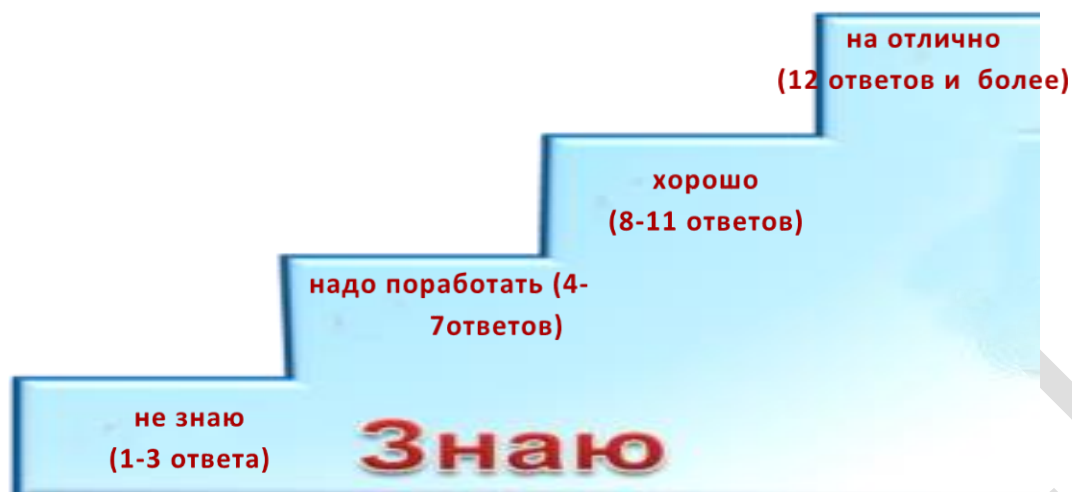 на отлично
(12 ответов и более)
хорошо
(8-11 ответов)
надо поработать (4-
7ответов)
не знаю
(1-3 ответа)
Знаю